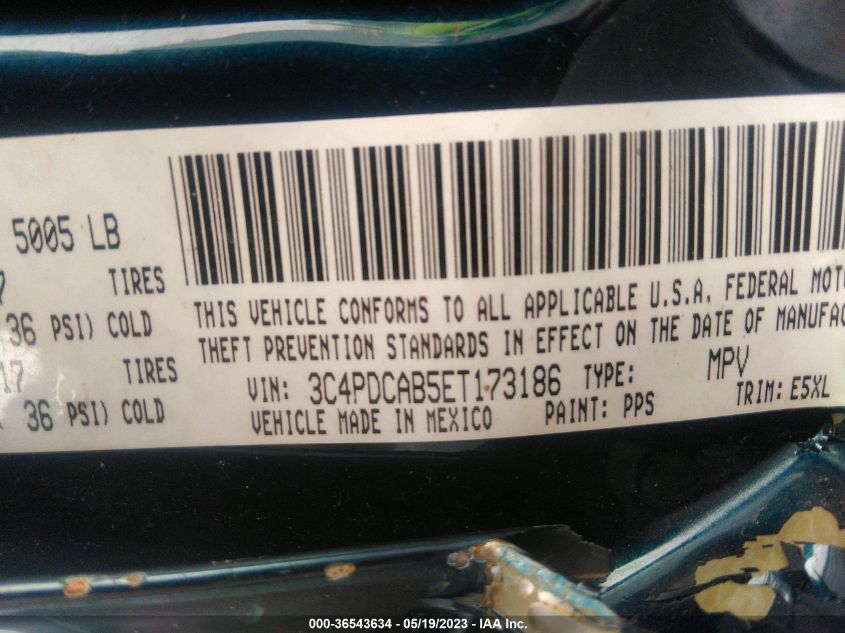 5005 LB
7 TIRES
36 PSI) COLD
17 TIRES
36 PSI) COLD
THIS VEHICLE CONFORMS TO ALL APPLICABLE U.S.A. FEDERAL MOT
THEFT PREVENTION STANDARDS IN EFFECT ON THE DATE OF MANUFAC
VIN: 3C4PDCAB5ET173186 TYPE: MPV
VEHICLE MADE IN MEXICO PAINT: PPS TRIM: E5XL
000-36543634 — 05/19/2023 — IAA Inc.